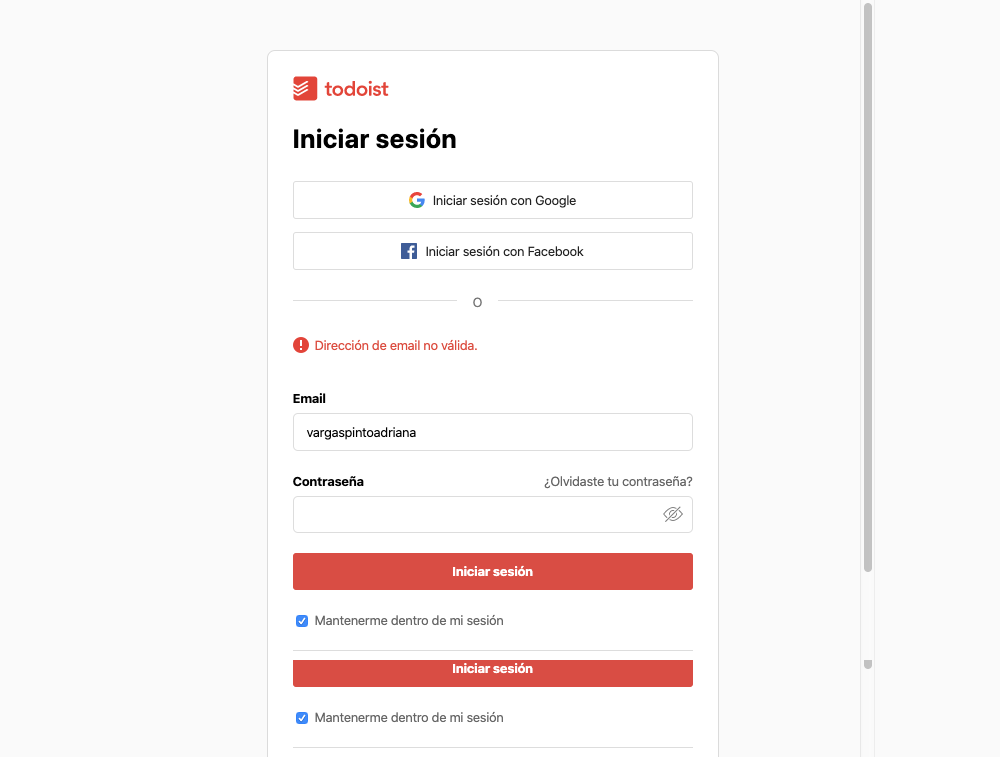 todoist
Iniciar sesión
Iniciar sesión con Google
Iniciar sesión con Facebook
O
Dirección de email no válida.
Email
vargaspintoadriana
Contraseña ¿Olvidaste tu contraseña?
Iniciar sesión
Mantenerme dentro de mi sesión
Iniciar sesión
Mantenerme dentro de mi sesión